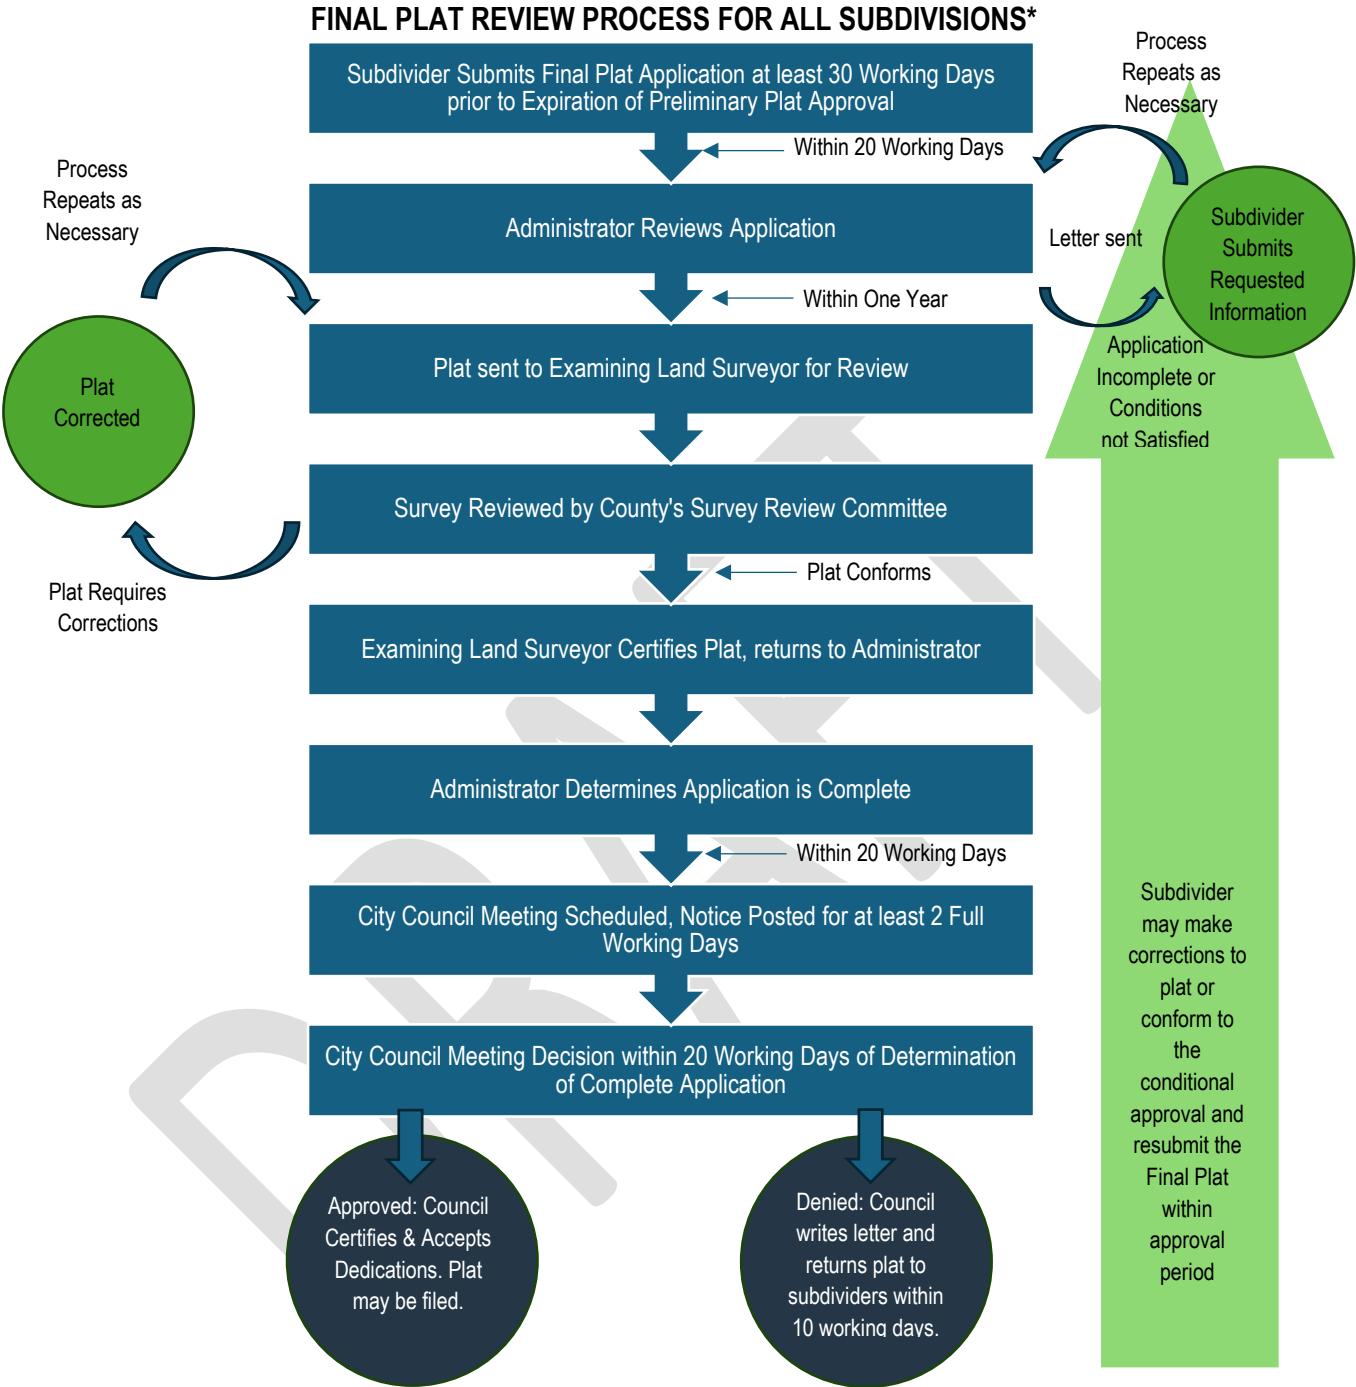 FINAL PLAT REVIEW PROCESS FOR ALL SUBDIVISIONS*
Subdivider Submits Final Plat Application at least 30 Working Days
prior to Expiration of Preliminary Plat Approval
Process
Repeats as
Necessary
Within 20 Working Days
Process
Repeats as
Necessary
Administrator Reviews Application
Letter sent
Subdivider
Submits
Requested
Information
Within One Year
Application
Incomplete or
Conditions
not Satisfied
Plat sent to Examining Land Surveyor for Review
Plat
Corrected
Survey Reviewed by County's Survey Review Committee
Plat Requires
Corrections
Plat Conforms
Examining Land Surveyor Certifies Plat, returns to Administrator
Administrator Determines Application is Complete
Within 20 Working Days
City Council Meeting Scheduled, Notice Posted for at least 2 Full
Working Days
City Council Meeting Decision within 20 Working Days of Determination
of Complete Application
Subdivider
may make
corrections to
plat or
conform to
the
conditional
approval and
resubmit the
Final Plat
within
approval
period
Approved: Council
Certifies & Accepts
Dedications. Plat
may be filed.
Denied: Council
writes letter and
returns plat to
subdividers within
10 working days.
DRAFT